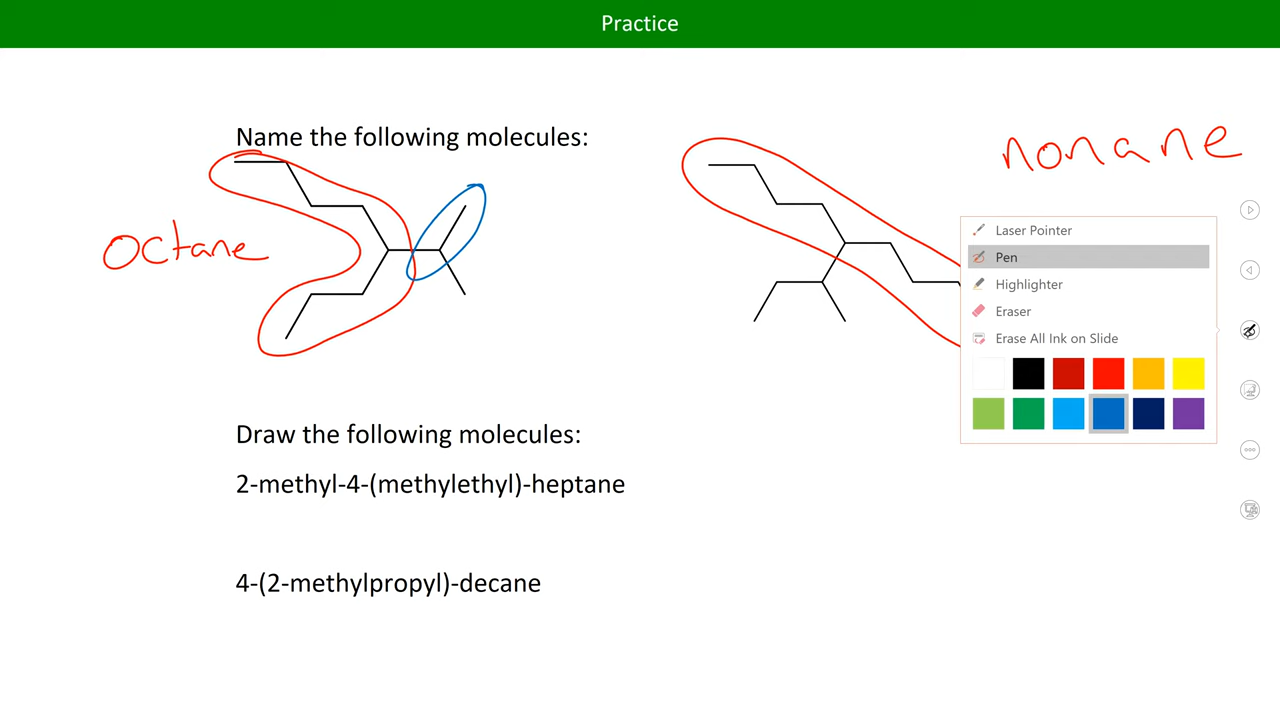 Practice
Name the following molecules:
octane
nonane
Laser Pointer
Pen
Highlighter
Eraser
Erase All Ink on Slide
Draw the following molecules:
2-methyl-4-(methylethyl)-heptane
4-(2-methylpropyl)-decane